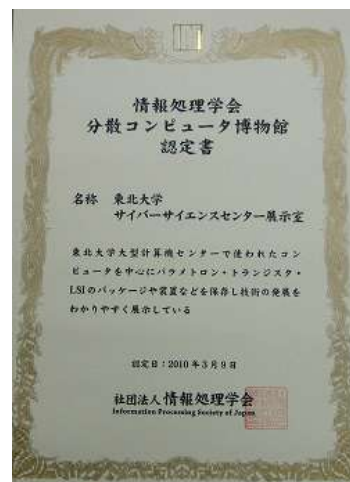 情報処理学会
分散コンピュータ博物館
認定書
名称 東北大学
サイバーサイエンスセンター展示室
東北大学大型計算機センターで使われたコン
ピュータを中心にパラメトロン・トランジスタ・
LSIのパッケージや装置などを保存し技術の発展を
わかりやすく展示している
認定日：2010年3月9日
社団法人 情報処理学会
Information Processing Society of Japan